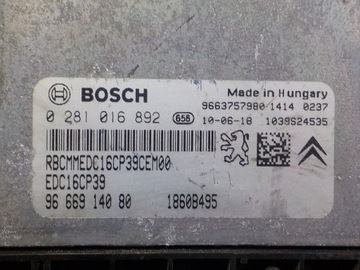 BOSCH
Made in Hungary
9663757980 1414 0237
0 281 016 892
658
10-06-18
1039S24535
RBCMMEDC16CP39CEM00
EDC16CP39
96 669 140 80
1860B495